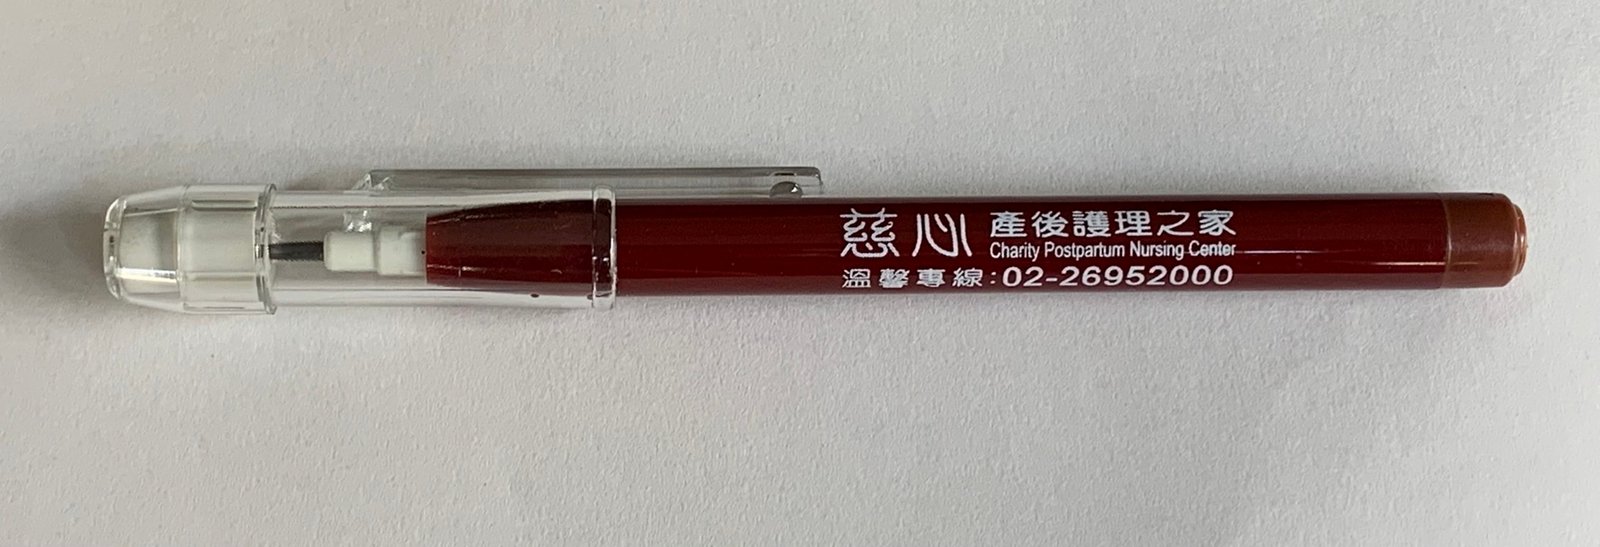 慈心 產後護理之家
Charity Postpartum Nursing Center
溫馨專線:02-26952000